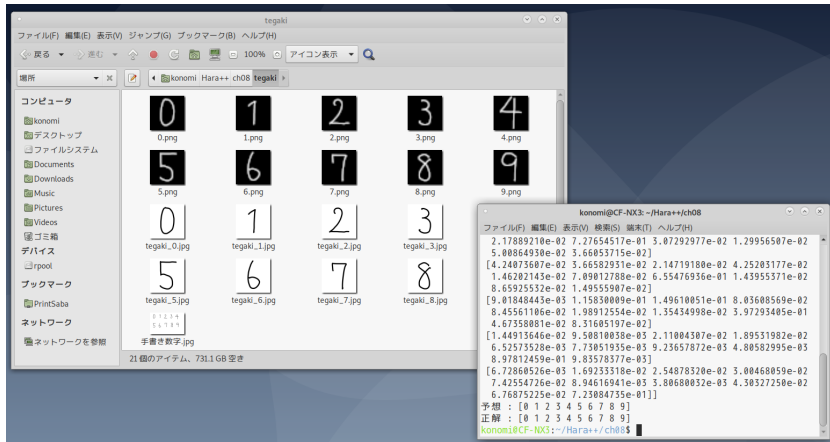 tegaki
ファイル(F) 編集(E) 表示(V) ジャンプ(G) ブックマーク(B) ヘルプ(H)
戻る 進む 100% アイコン表示
場所 konomi Hara++ ch08 tegaki
コンピュータ
konomi
デスクトップ
ファイルシステム
Documents
Downloads
Music
Pictures
Videos
ゴミ箱
デバイス
rpool
ブックマーク
PrintSaba
ネットワーク
ネットワークを参照
0 1 2 3 4
0.png 1.png 2.png 3.png 4.png
5 6 7 8 9
5.png 6.png 7.png 8.png 9.png
0 1 2 3
tegaki_0.jpg tegaki_1.jpg tegaki_2.jpg tegaki_3.jpg
5 6 7 8
tegaki_5.jpg tegaki_6.jpg tegaki_7.jpg tegaki_8.jpg
0 1 2 3 4
5 6 7 8 9
手書き数字.jpg
21 個のアイテム、731.1 GB 空き
konomi@CF-NX3: ~/Hara++/ch08
ファイル(F) 編集(E) 表示(V) 検索(S) 端末(T) ヘルプ(H)
2.17889210e-02 7.27654517e-01 3.07292977e-02 1.29956507e-02
5.00864930e-02 3.66053715e-02]
[4.24073607e-02 3.66582931e-02 2.14719180e-02 4.25203177e-02
1.46202143e-02 7.09012788e-02 6.55476936e-01 1.43955371e-02
8.65925532e-02 1.49555907e-02]
[9.01848443e-03 1.15830009e-01 1.49610051e-01 8.03608569e-02
8.45561106e-02 1.98912554e-02 1.35434998e-02 3.97293405e-01
4.67358081e-02 8.31605197e-02]
[1.44913646e-02 9.50810038e-03 2.11004307e-02 1.89531982e-02
6.52573528e-03 7.73051935e-03 9.23657872e-03 4.80582995e-03
8.97812459e-01 9.83578377e-03]
[6.72860526e-03 1.69233318e-02 2.54878320e-02 3.00468059e-02
7.42554726e-02 8.94616941e-03 3.80680032e-03 4.30327250e-02
6.76875225e-02 7.23084735e-01]]
予想 : [0 1 2 3 4 5 6 7 8 9]
正解 : [0 1 2 3 4 5 6 7 8 9]
konomi@CF-NX3:~/Hara++/ch08$